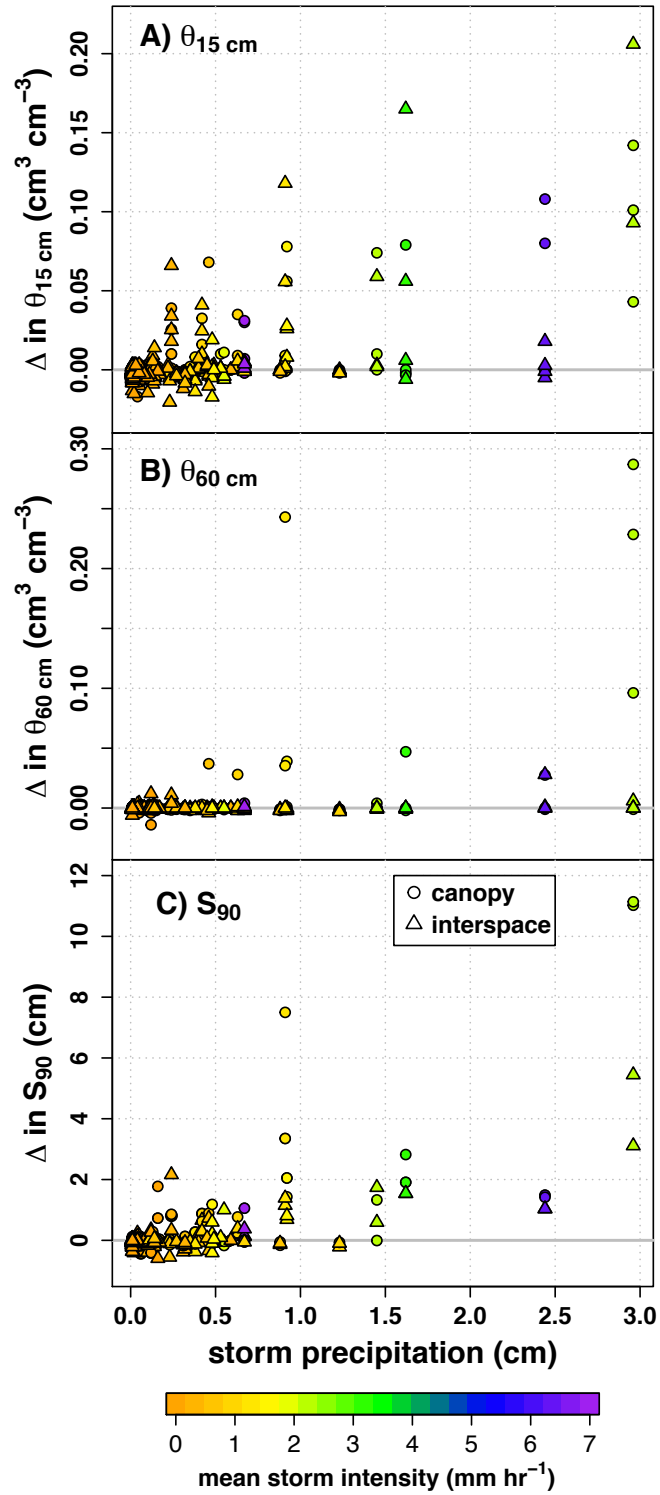 A) θ15 cm
Δ in θ15 cm (cm³ cm⁻³)
0.20
0.15
0.10
0.05
0.00
B) θ60 cm
Δ in θ60 cm (cm³ cm⁻³)
0.30
0.20
0.10
0.00
C) S90
canopy
interspace
Δ in S90 (cm)
12
10
8
6
4
2
0
0.0 0.5 1.0 1.5 2.0 2.5 3.0
storm precipitation (cm)
0 1 2 3 4 5 6 7
mean storm intensity (mm hr⁻¹)